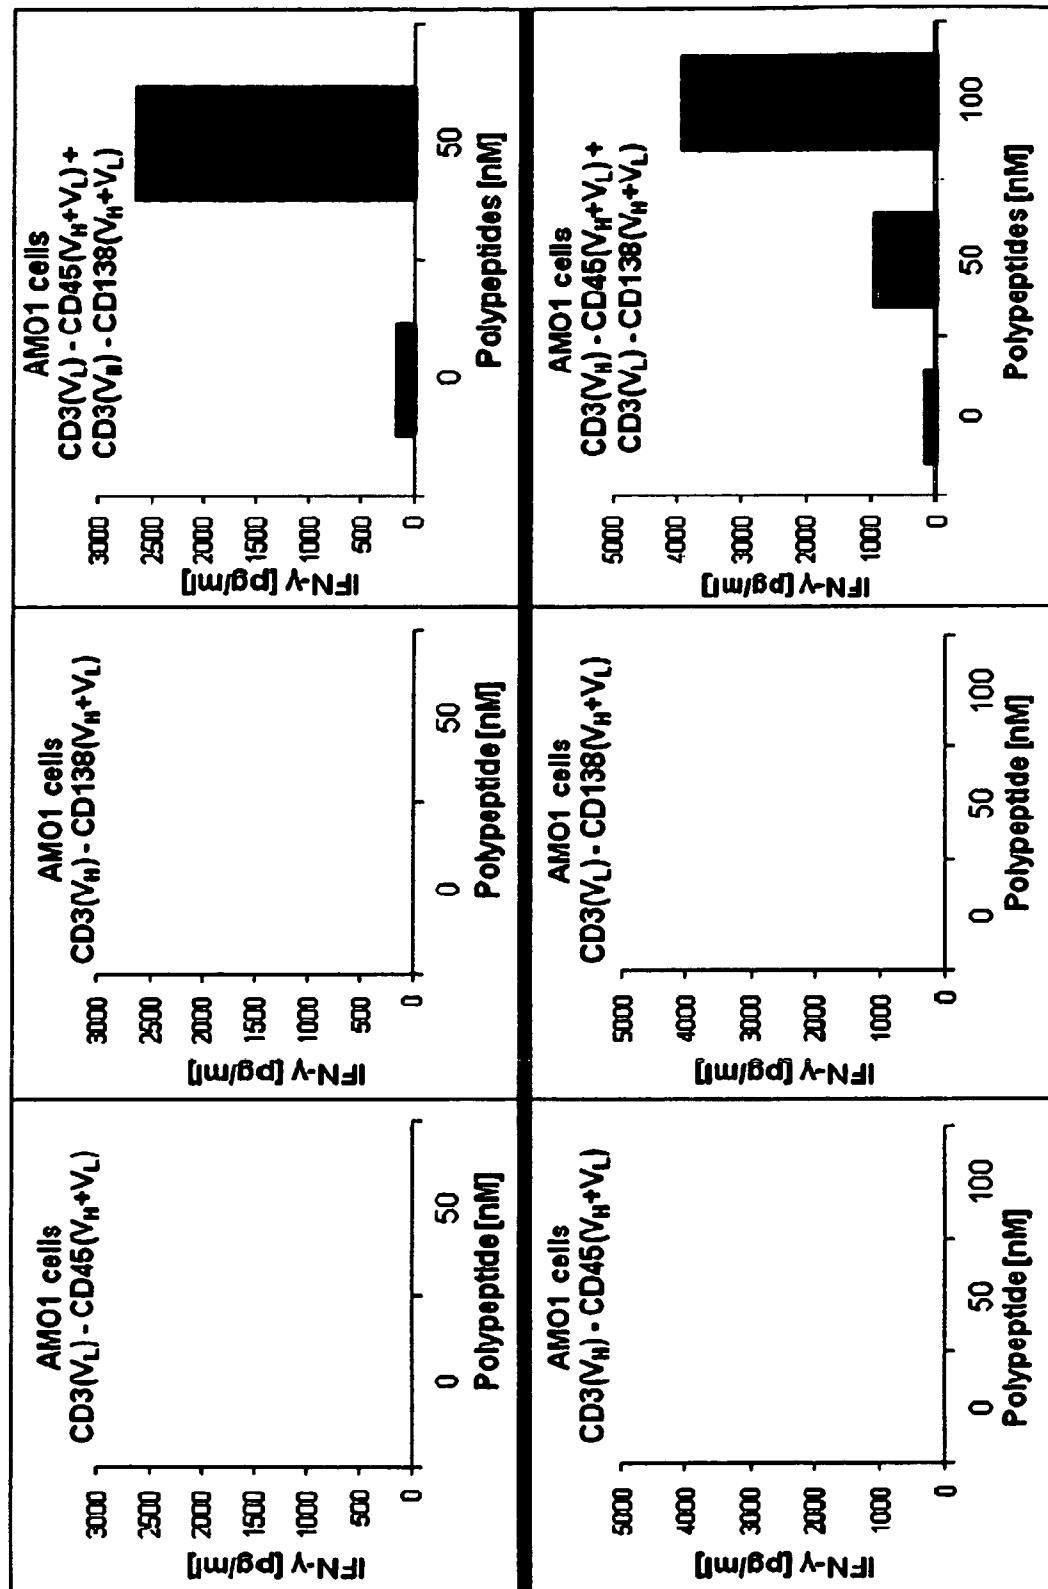 AMO1 cells
CD3(VL) - CD45(VH+VL)
IFN-γ [pg/ml]
3000
2500
2000
1500
1000
500
0
0 50
Polypeptide [nM]
AMO1 cells
CD3(VH) - CD138(VH+VL)
IFN-γ [pg/ml]
3000
2500
2000
1500
1000
500
0
0 50
Polypeptide [nM]
AMO1 cells
CD3(VL) - CD45(VH+VL) +
CD3(VH) - CD138(VH+VL)
IFN-γ [pg/ml]
3000
2500
2000
1500
1000
500
0
0 50
Polypeptides [nM]
AMO1 cells
CD3(VH) - CD45(VH+VL)
IFN-γ [pg/ml]
5000
4000
3000
2000
1000
0
0 50 100
Polypeptide [nM]
AMO1 cells
CD3(VL) - CD138(VH+VL)
IFN-γ [pg/ml]
5000
4000
3000
2000
1000
0
0 50 100
Polypeptide [nM]
AMO1 cells
CD3(VH) - CD45(VH+VL) +
CD3(VL) - CD138(VH+VL)
IFN-γ [pg/ml]
5000
4000
3000
2000
1000
0
0 50 100
Polypeptides [nM]